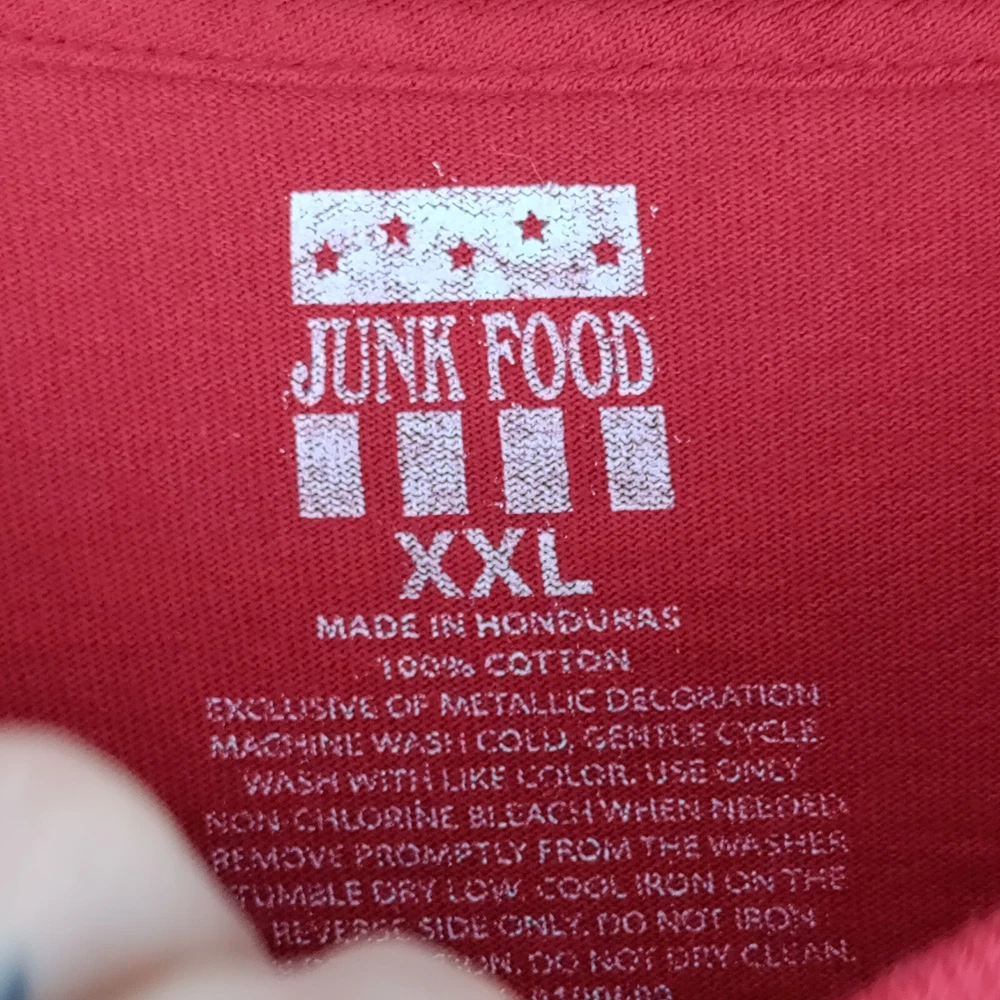 JUNK FOOD
XXL
MADE IN HONDURAS
100% COTTON
EXCLUSIVE OF METALLIC DECORATION
MACHINE WASH COLD, GENTLE CYCLE.
WASH WITH LIKE COLOR. USE ONLY
NON-CHLORINE BLEACH WHEN NEEDED.
REMOVE PROMPTLY FROM THE WASHER
TUMBLE DRY LOW. COOL IRON ON THE
REVERSE SIDE ONLY. DO NOT IRON
DO NOT DRY CLEAN.